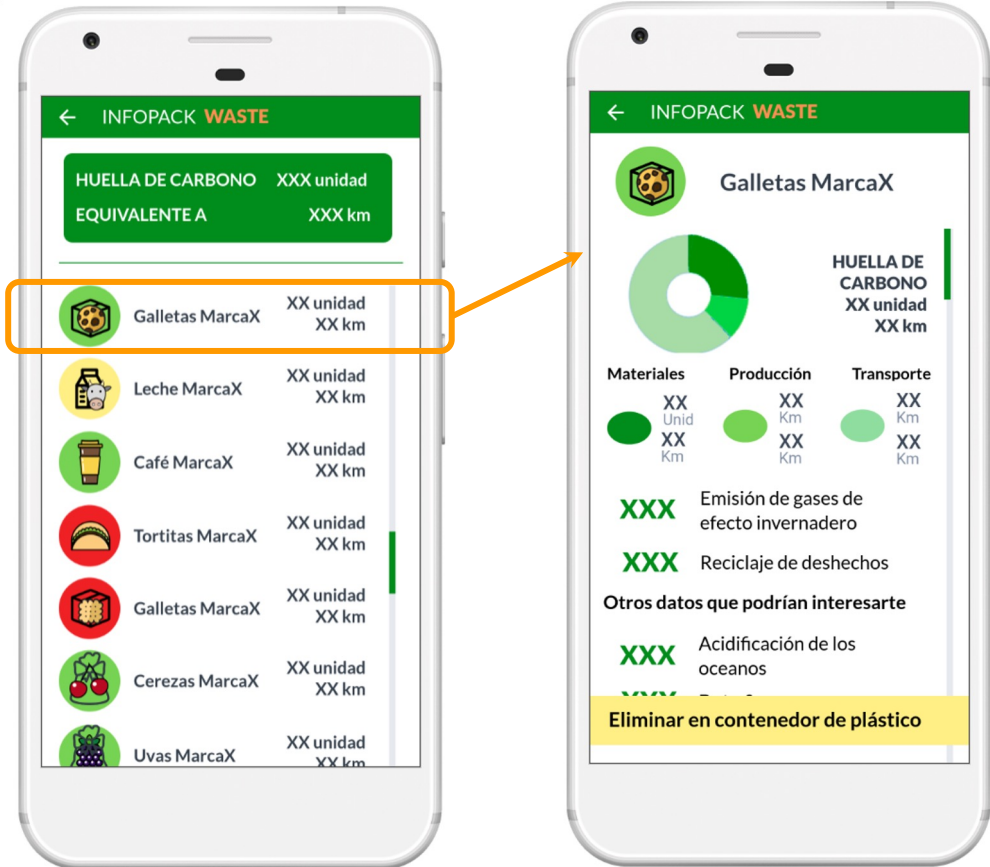 INFOPACK WASTE
HUELLA DE CARBONO XXX unidad
EQUIVALENTE A XXX km
Galletas MarcaX
XX unidad
XX km
Leche MarcaX
XX unidad
XX km
Café MarcaX
XX unidad
XX km
Tortitas MarcaX
XX unidad
XX km
Galletas MarcaX
XX unidad
XX km
Cerezas MarcaX
XX unidad
XX km
Uvas MarcaX
XX unidad
XX km
INFOPACK WASTE
Galletas MarcaX
HUELLA DE
CARBONO
XX unidad
XX km
Materiales
XX
Unid
XX
Km
Producción
XX
Km
XX
Km
Transporte
XX
Km
XX
Km
XXX Emisión de gases de
efecto invernadero
XXX Reciclaje de deshechos
Otros datos que podrían interesarte
XXX Acidificación de los
oceanos
XXX
Eliminar en contenedor de plástico